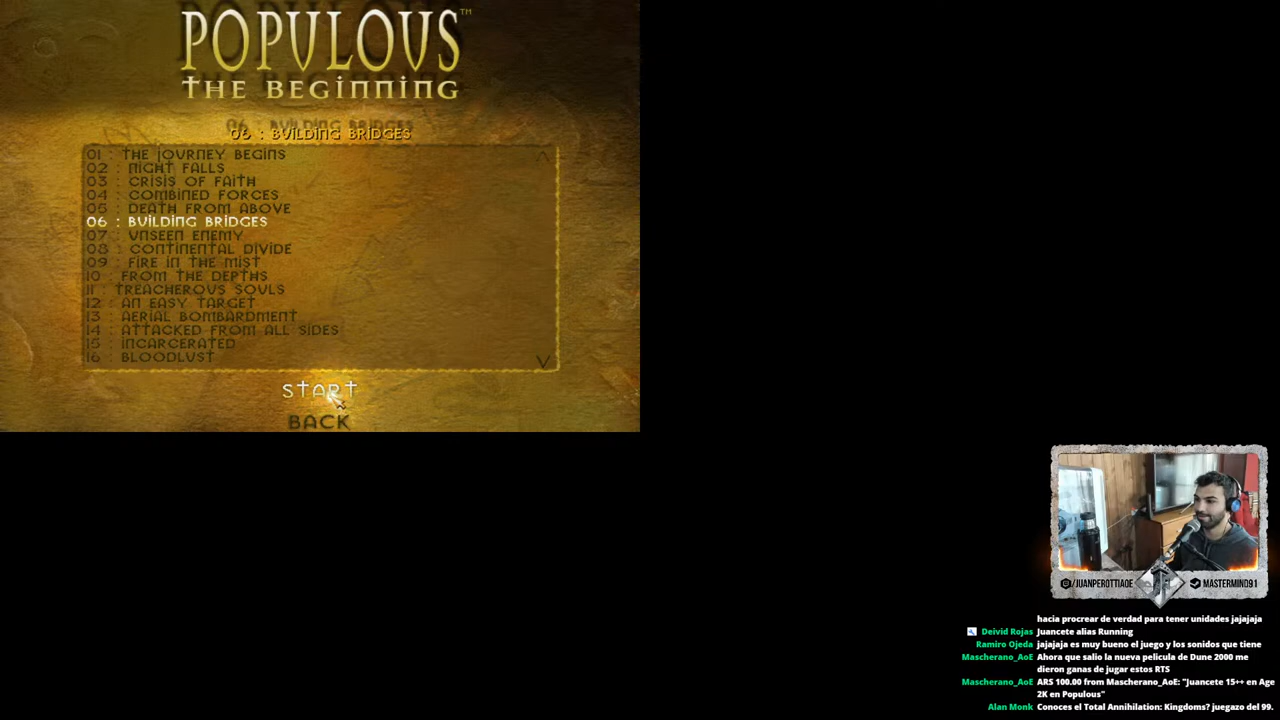 POPULOUS™
THE BEGINNING
06 : BUILDING BRIDGES
01 : THE JOURNEY BEGINS
02 : NIGHT FALLS
03 : CRISIS OF FAITH
04 : COMBINED FORCES
05 : DEATH FROM ABOVE
06 : BUILDING BRIDGES
07 : UNSEEN ENEMY
08 : CONTINENTAL DIVIDE
09 : FIRE IN THE MIST
10 : FROM THE DEPTHS
11 : TREACHEROUS SOULS
12 : AN EASY TARGET
13 : AERIAL BOMBARDMENT
14 : ATTACKED FROM ALL SIDES
15 : INCARCERATED
16 : BLOODLUST
START
BACK
/JUANPEROTTIAOE MASTERMIND91
hacia procrear de verdad para tener unidades jajajaja
Deivid Rojas Juancete alias Running
Ramiro Ojeda jajajaja es muy bueno el juego y los sonidos que tiene
Mascherano_AoE Ahora que salio la nueva pelicula de Dune 2000 me
dieron ganas de jugar estos RTS
Mascherano_AoE ARS 100.00 from Mascherano_AoE: "Juancete 15++ en Age
2K en Populous"
Alan Monk Conoces el Total Annihilation: Kingdoms? juegazo del 99.